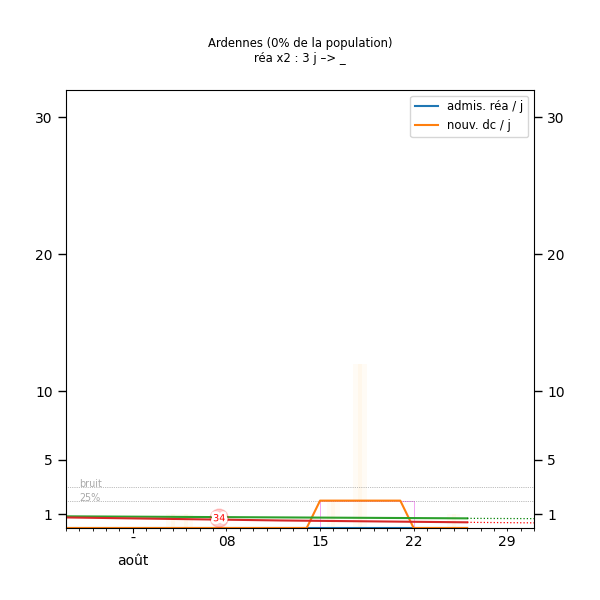 Ardennes (0% de la population)
réa x2 : 3 j –> _
admis. réa / j
nouv. dc / j
30
30
20
20
10
10
5
5
bruit
25%
1
1
34
-
08
15
22
29
août